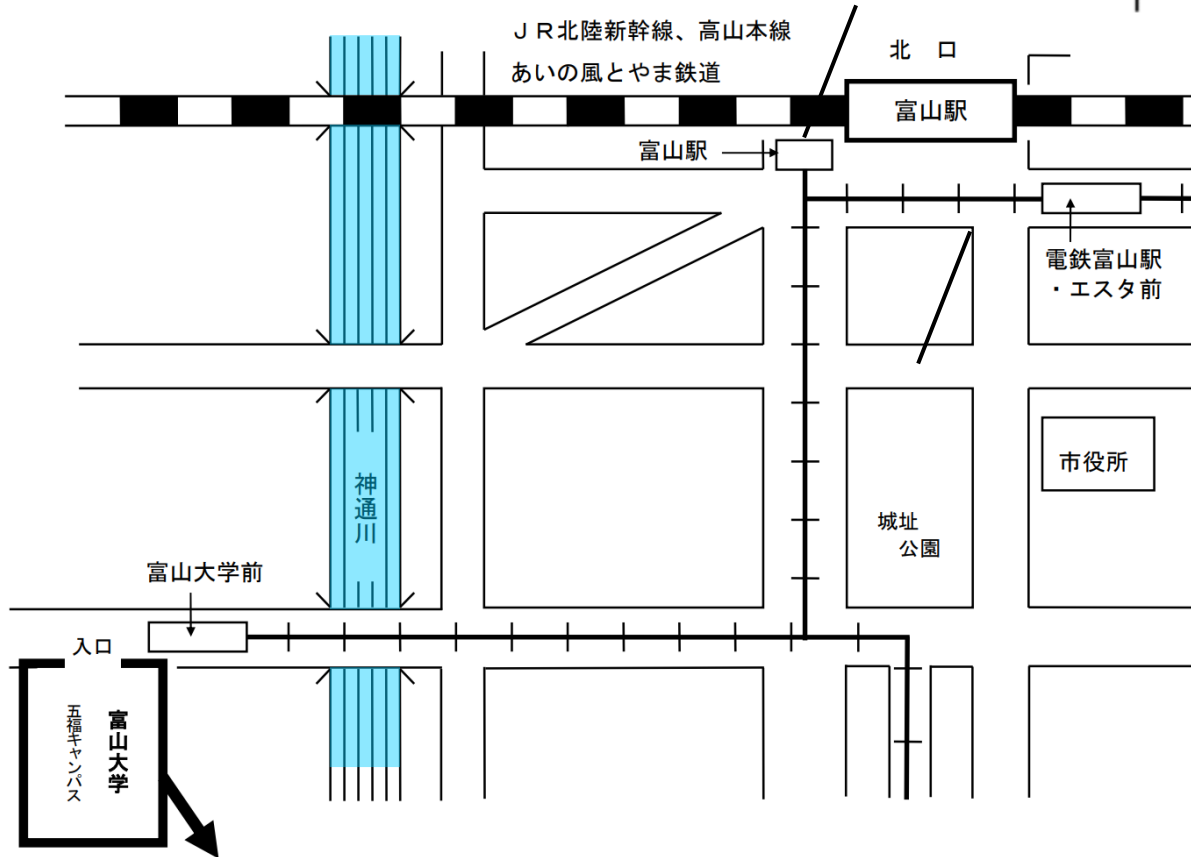 ＪＲ北陸新幹線、高山本線
あいの風とやま鉄道
北　口
富山駅
富山駅
電鉄富山駅
・エスタ前
市役所
神通川
城址
公園
富山大学前
入口
富山大学
五福キャンパス